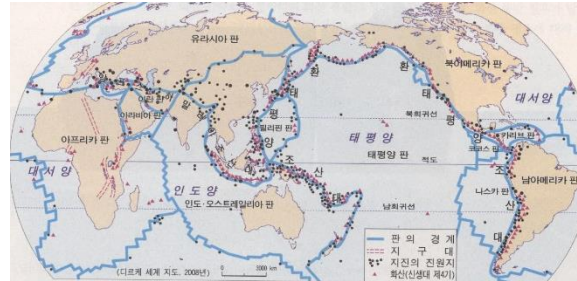 유라시아 판
북아메리카 판
대서양
이란 판
아라비아 판
필리핀 판
아프리카 판
환태평양조산대
환태평양조산대
북회귀선
태평양
카리브 판
코코스 판
대서양
인도양
태평양 판
적도
인도·오스트레일리아 판
나스카 판
남아메리카 판
남회귀선
판의 경계
지구대
지진의 진원지
화산(신생대 제4기)
(디르케 세계 지도, 2008년)
0 2000 km